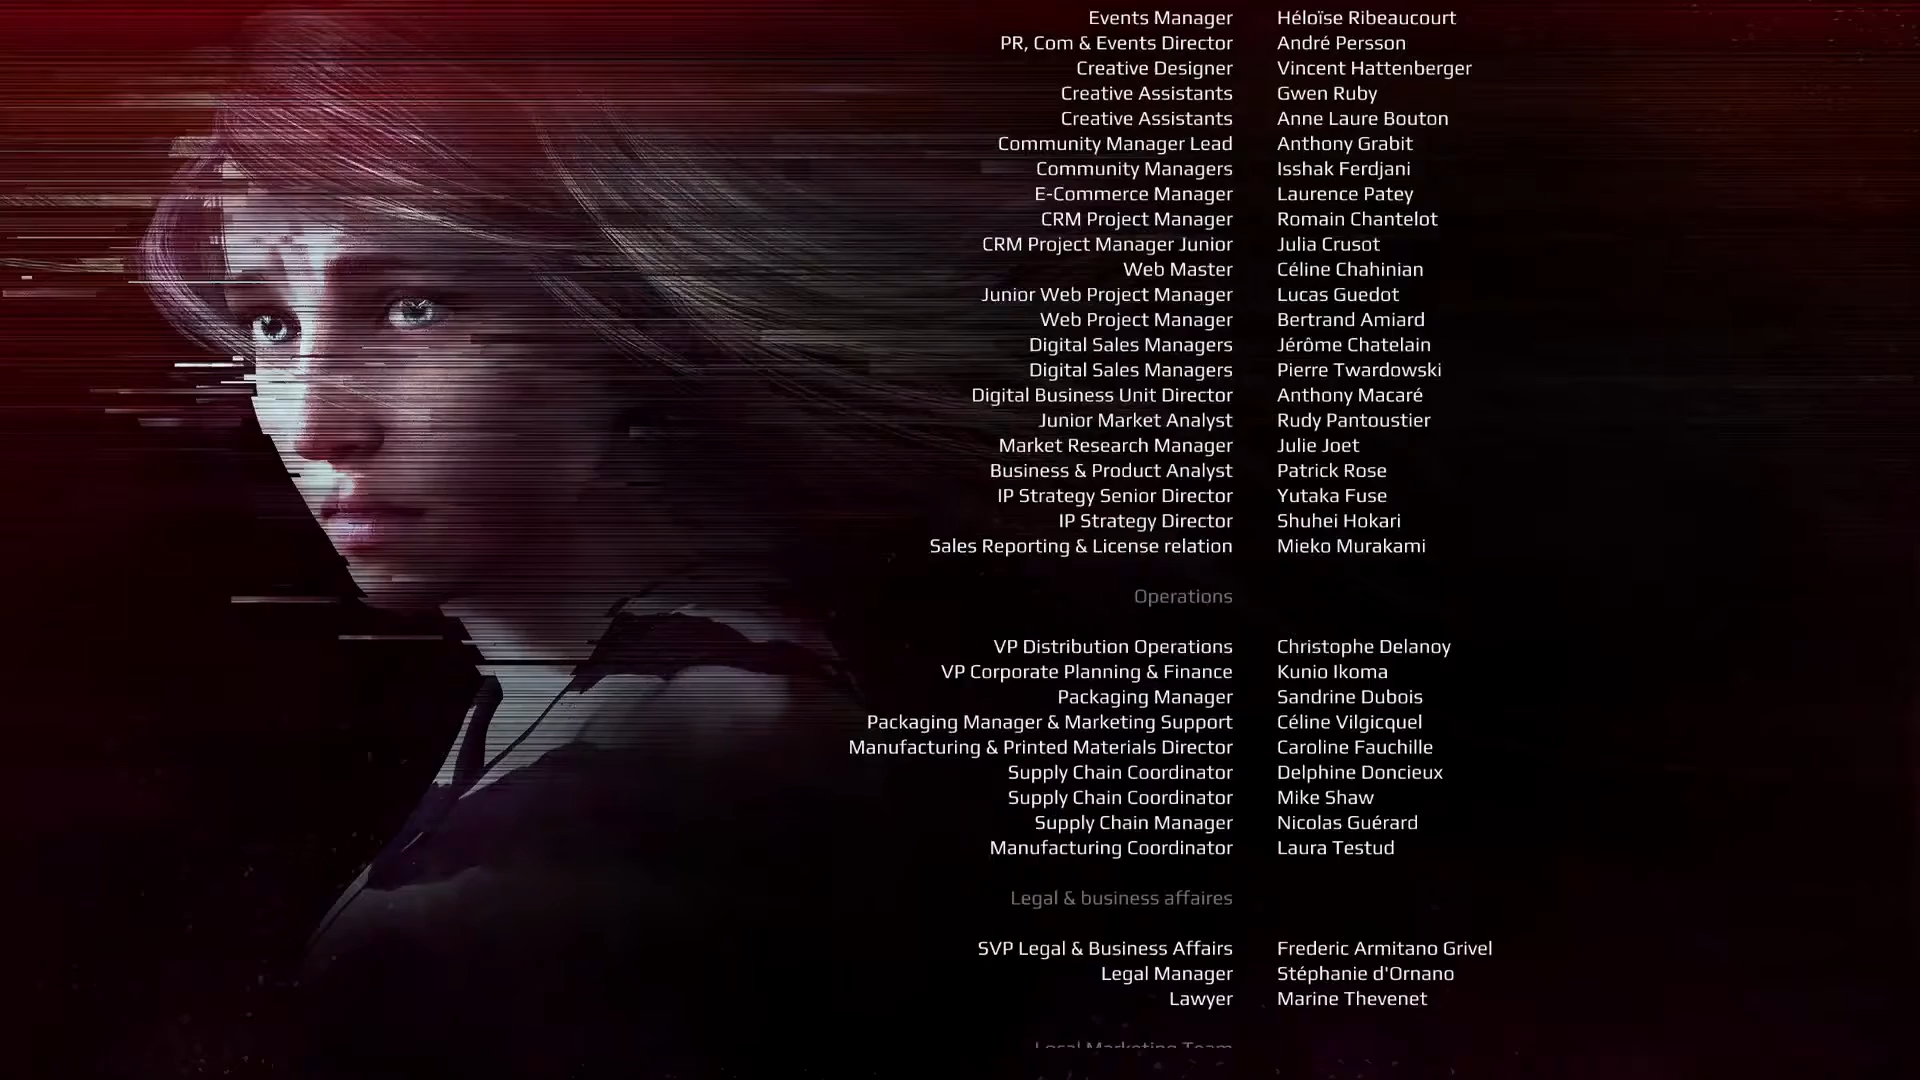 Events Manager Héloïse Ribeaucourt
PR, Com & Events Director André Persson
Creative Designer Vincent Hattenberger
Creative Assistants Gwen Ruby
Creative Assistants Anne Laure Bouton
Community Manager Lead Anthony Grabit
Community Managers Isshak Ferdjani
E-Commerce Manager Laurence Patey
CRM Project Manager Romain Chantelot
CRM Project Manager Junior Julia Crusot
Web Master Céline Chahinian
Junior Web Project Manager Lucas Guedot
Web Project Manager Bertrand Amiard
Digital Sales Managers Jérôme Chatelain
Digital Sales Managers Pierre Twardowski
Digital Business Unit Director Anthony Macaré
Junior Market Analyst Rudy Pantoustier
Market Research Manager Julie Joet
Business & Product Analyst Patrick Rose
IP Strategy Senior Director Yutaka Fuse
IP Strategy Director Shuhei Hokari
Sales Reporting & License relation Mieko Murakami
Operations
VP Distribution Operations Christophe Delanoy
VP Corporate Planning & Finance Kunio Ikoma
Packaging Manager Sandrine Dubois
Packaging Manager & Marketing Support Céline Vilgicquel
Manufacturing & Printed Materials Director Caroline Fauchille
Supply Chain Coordinator Delphine Doncieux
Supply Chain Coordinator Mike Shaw
Supply Chain Manager Nicolas Guérard
Manufacturing Coordinator Laura Testud
Legal & business affaires
SVP Legal & Business Affairs Frederic Armitano Grivel
Legal Manager Stéphanie d'Ornano
Lawyer Marine Thevenet
Local Marketing Team